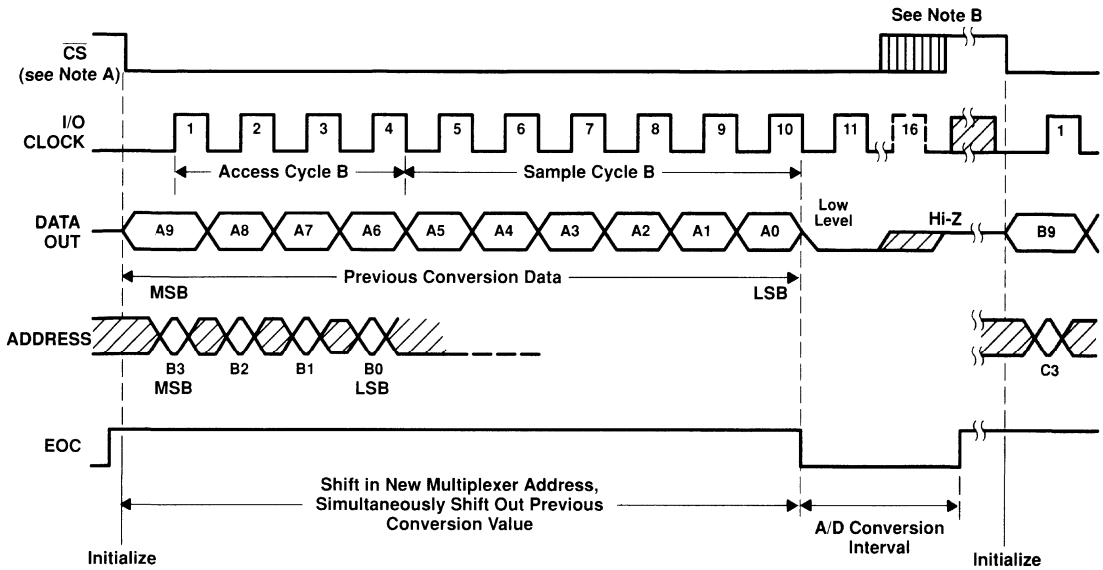 See Note B
CS
(see Note A)
I/O
CLOCK
1 2 3 4 5 6 7 8 9 10 11 16 1
Access Cycle B
Sample Cycle B
DATA
OUT
A9 A8 A7 A6 A5 A4 A3 A2 A1 A0
Low
Level
Hi-Z
B9
Previous Conversion Data
MSB
LSB
ADDRESS
B3 B2 B1 B0
MSB
LSB
C3
EOC
Shift in New Multiplexer Address,
Simultaneously Shift Out Previous
Conversion Value
A/D Conversion
Interval
Initialize
Initialize